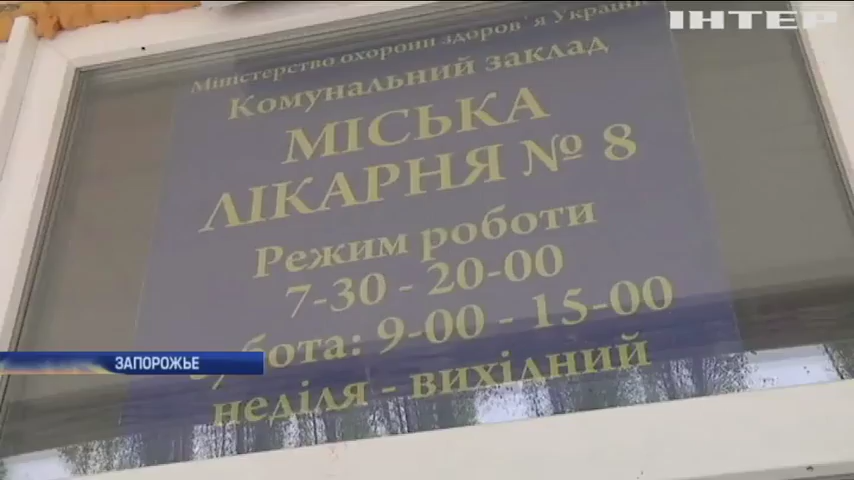 ІНТЕР
Міністерство охорони здоров'я України
Комунальний заклад
МІСЬКА
ЛІКАРНЯ № 8
Режим роботи
7-30 - 20-00
субота: 9-00 - 15-00
неділя - вихідний
ЗАПОРОЖЬЕ